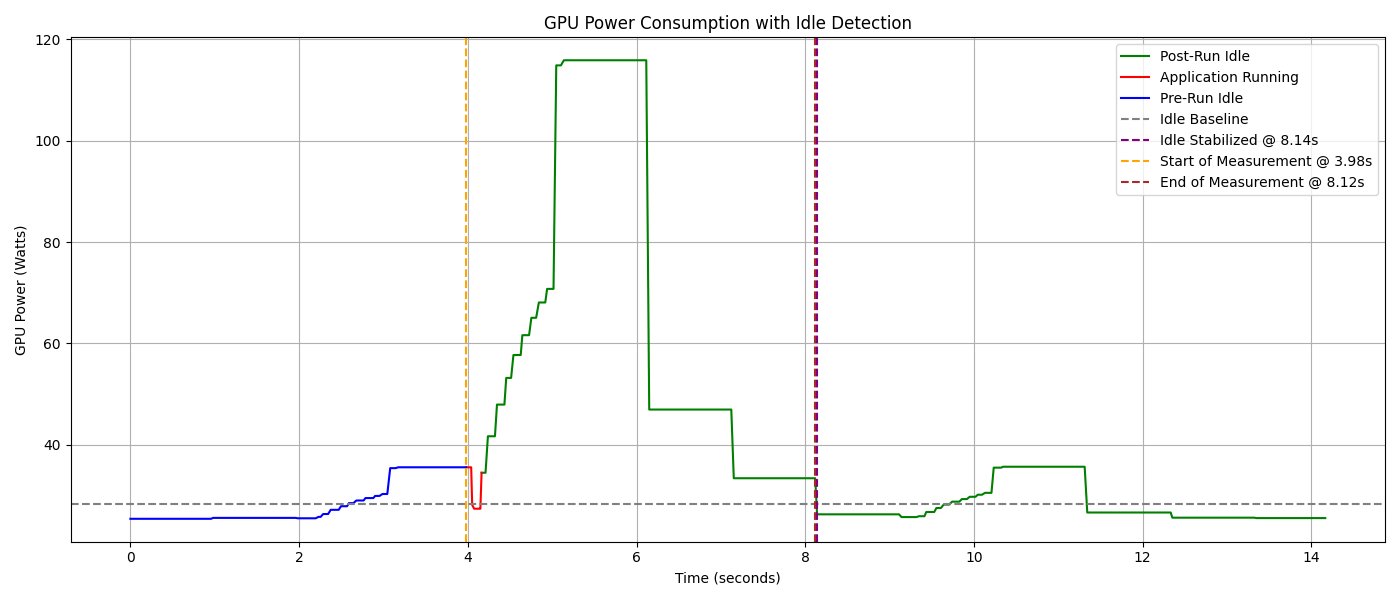 GPU Power Consumption with Idle Detection
120
100
80
60
40
GPU Power (Watts)
Post-Run Idle
Application Running
Pre-Run Idle
Idle Baseline
Idle Stabilized @ 8.14s
Start of Measurement @ 3.98s
End of Measurement @ 8.12s
0 2 4 6 8 10 12 14
Time (seconds)